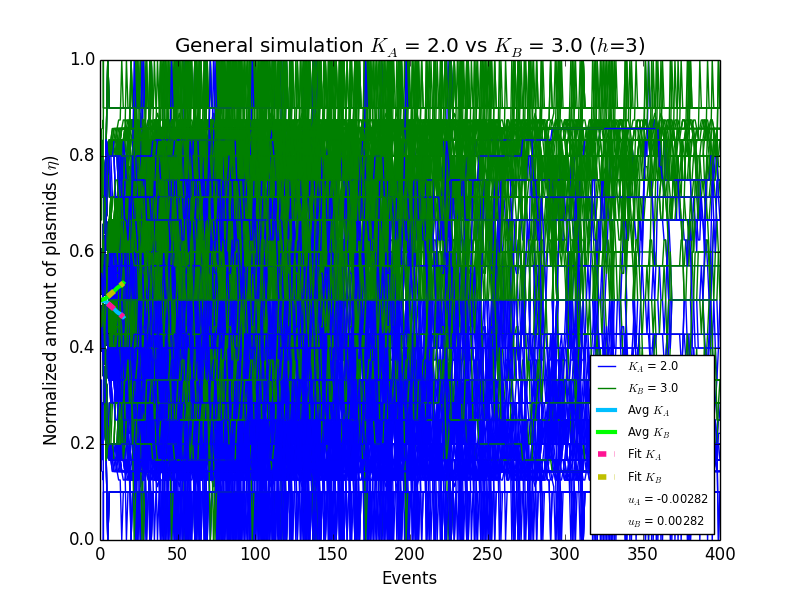 General simulation K_A = 2.0 vs K_B = 3.0 (h=3)
Normalized amount of plasmids (η)
1.0
0.8
0.6
0.4
0.2
0.0
K_A = 2.0
K_B = 3.0
Avg K_A
Avg K_B
Fit K_A
Fit K_B
u_A = -0.00282
u_B = 0.00282
0 50 100 150 200 250 300 350 400
Events